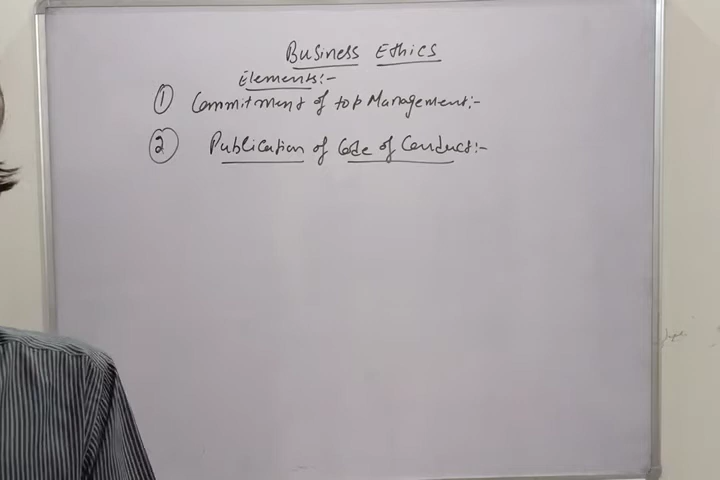 Business Ethics
Elements:-
① Commitment of top Management:-
② Publication of Code of Conduct:-